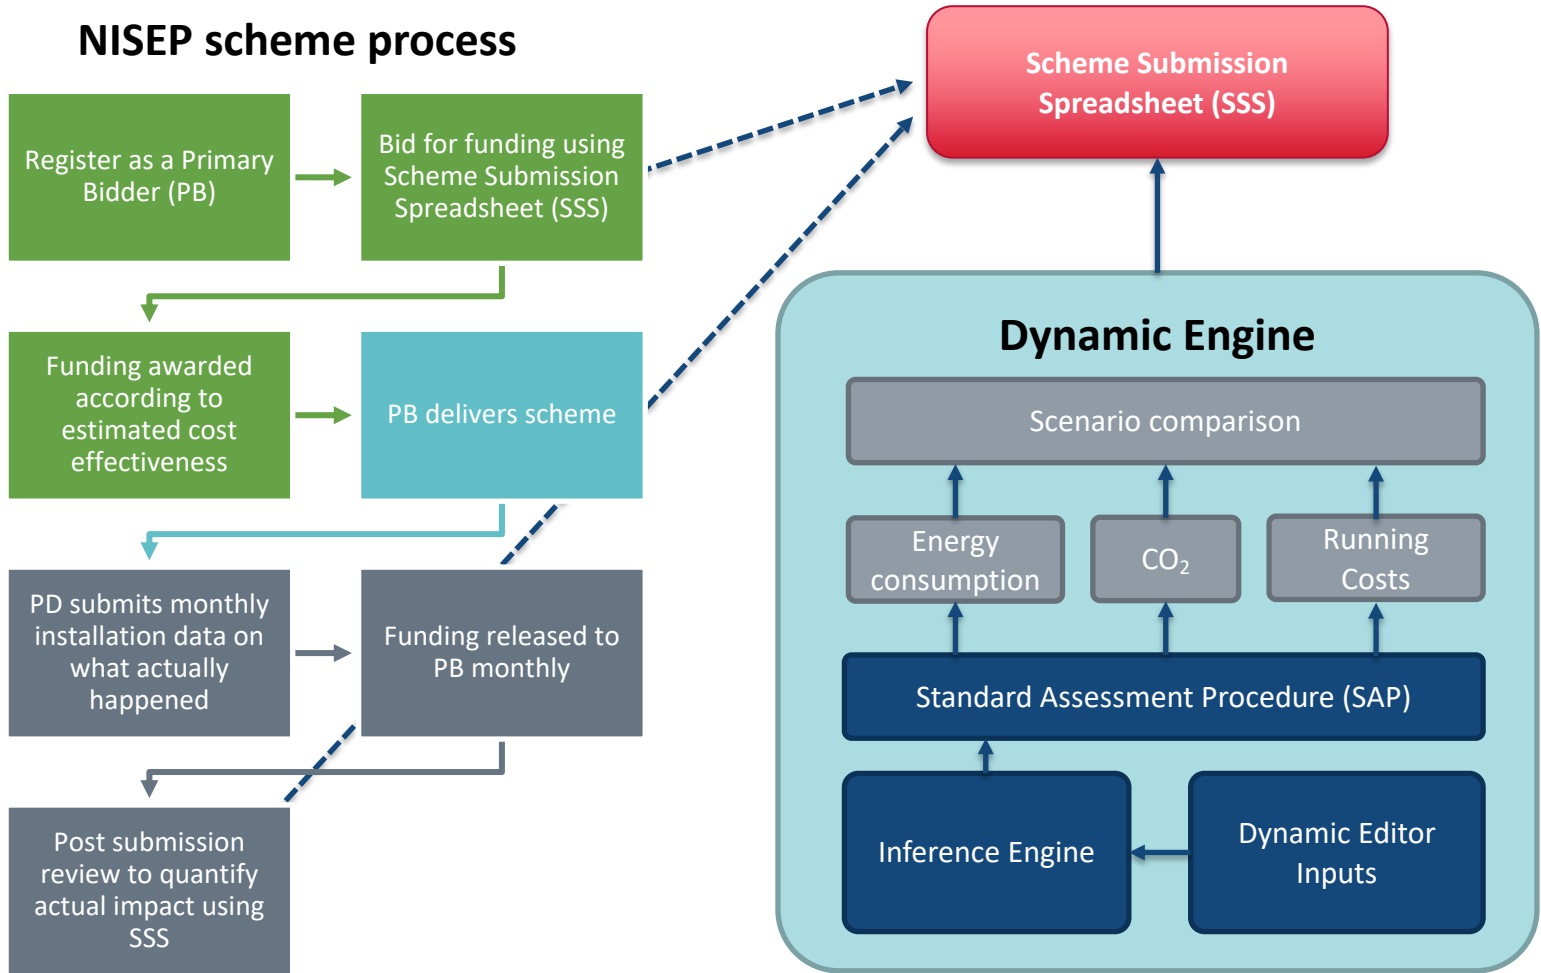 NISEP scheme process
Register as a Primary
Bidder (PB)
Bid for funding using
Scheme Submission
Spreadsheet (SSS)
Funding awarded
according to
estimated cost
effectiveness
PB delivers scheme
PD submits monthly
installation data on
what actually
happened
Funding released to
PB monthly
Post submission
review to quantify
actual impact using
SSS
Scheme Submission
Spreadsheet (SSS)
Dynamic Engine
Scenario comparison
Energy
consumption
CO₂
Running
Costs
Standard Assessment Procedure (SAP)
Inference Engine
Dynamic Editor
Inputs